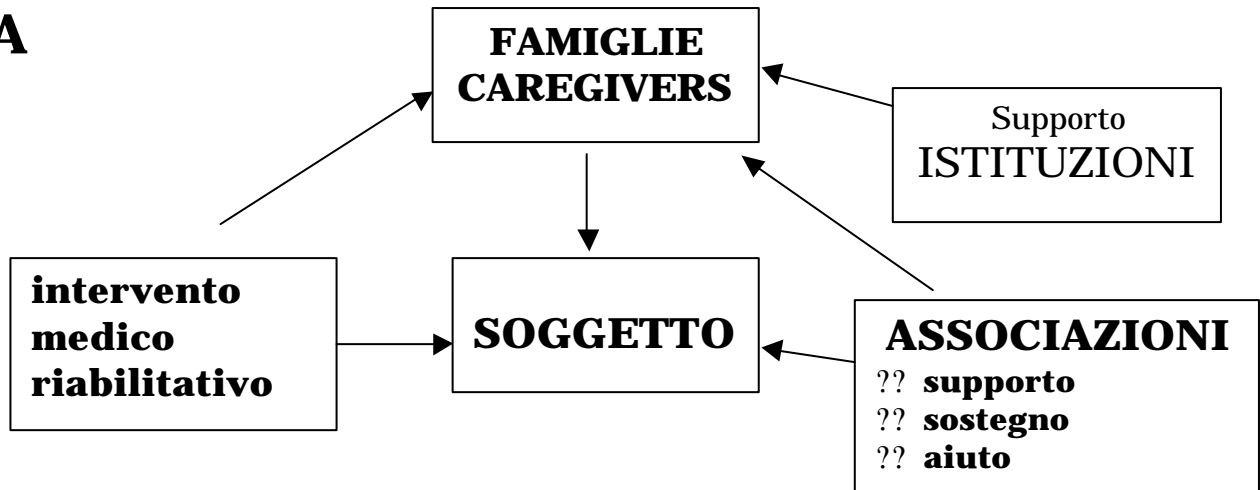 A
FAMIGLIE
CAREGIVERS
Supporto
ISTITUZIONI
intervento
medico
riabilitativo
SOGGETTO
ASSOCIAZIONI
?? supporto
?? sostegno
?? aiuto